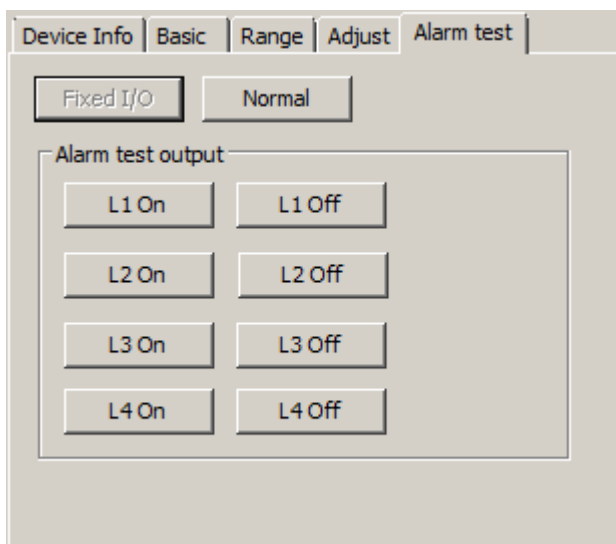 Device Info Basic Range Adjust Alarm test
Fixed I/O Normal
Alarm test output
L1 On L1 Off
L2 On L2 Off
L3 On L3 Off
L4 On L4 Off